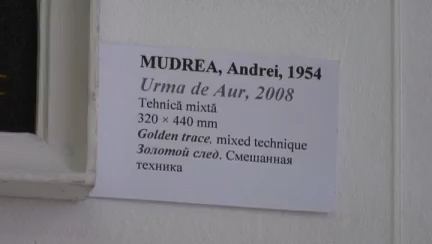 MUDREA, Andrei, 1954
Urma de Aur, 2008
Tehnică mixtă
320 × 440 mm
Golden trace, mixed technique
Золотой след. Смешанная
техника